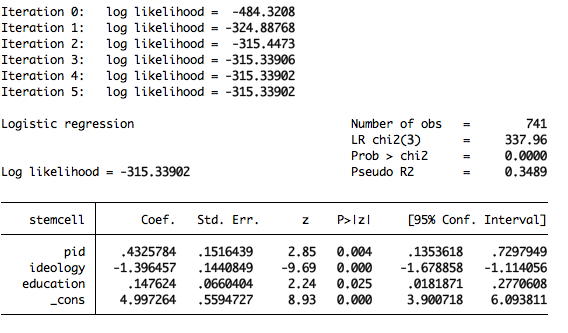 Iteration 0: log likelihood = -484.3208
Iteration 1: log likelihood = -324.88768
Iteration 2: log likelihood = -315.4473
Iteration 3: log likelihood = -315.33906
Iteration 4: log likelihood = -315.33902
Iteration 5: log likelihood = -315.33902
Logistic regression Number of obs = 741
LR chi2(3) = 337.96
Prob > chi2 = 0.0000
Log likelihood = -315.33902 Pseudo R2 = 0.3489
stemcell Coef. Std. Err. z P>|z| [95% Conf. Interval]
pid .4325784 .1516439 2.85 0.004 .1353618 .7297949
ideology -1.396457 .1440849 -9.69 0.000 -1.678858 -1.114056
education .147624 .0660404 2.24 0.025 .0181871 .2770608
_cons 4.997264 .5594727 8.93 0.000 3.900718 6.093811